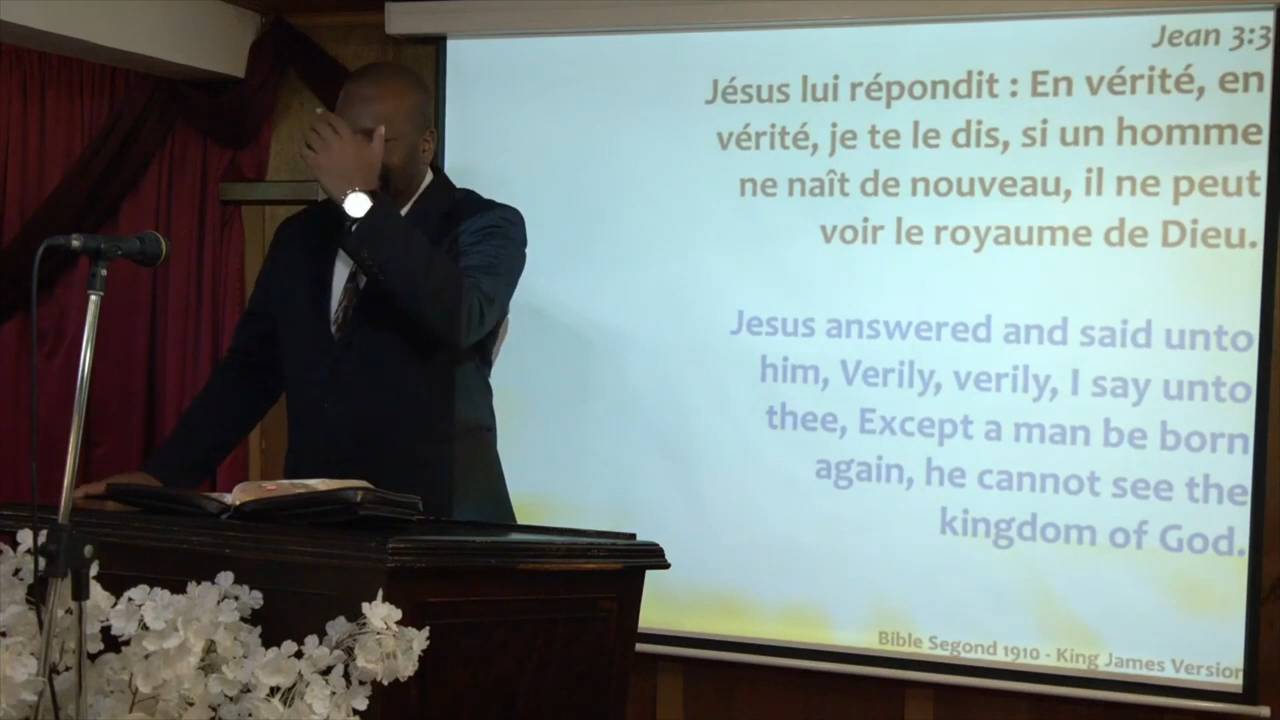 Jean 3:3
Jésus lui répondit : En vérité, en
vérité, je te le dis, si un homme
ne naît de nouveau, il ne peut
voir le royaume de Dieu.
Jesus answered and said unto
him, Verily, verily, I say unto
thee, Except a man be born
again, he cannot see the
kingdom of God.
Bible Segond 1910 - King James Version